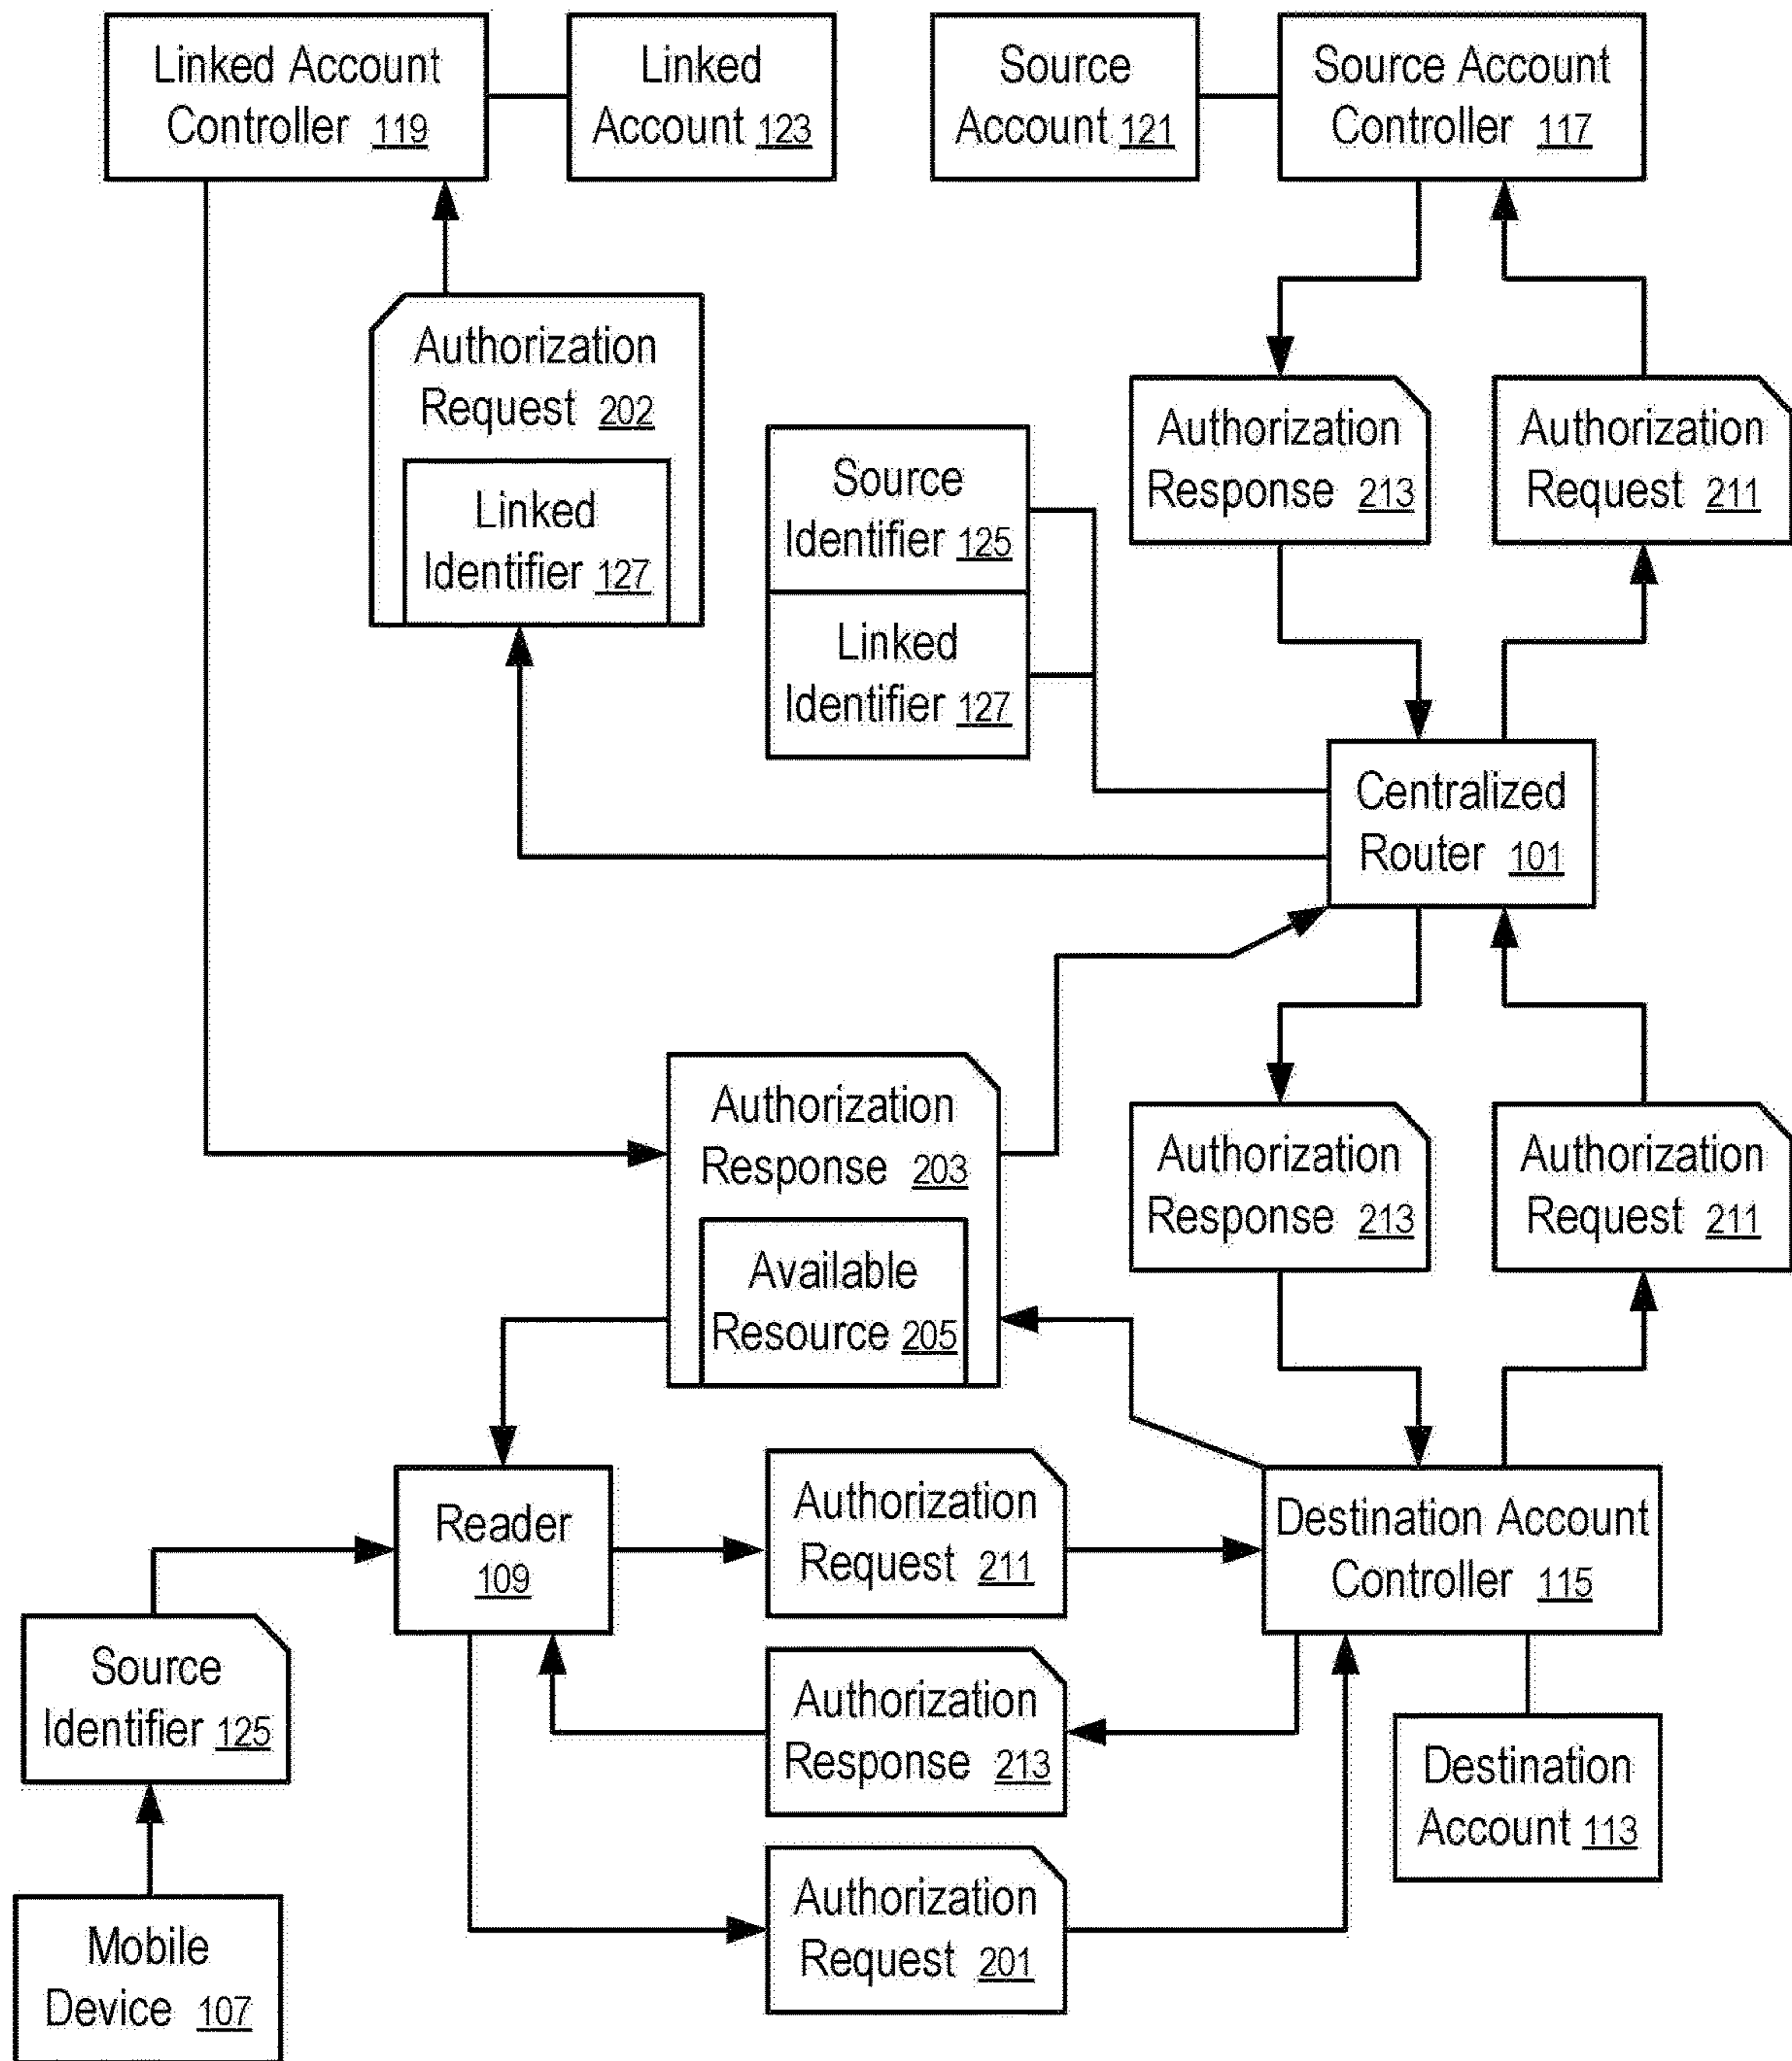 Linked Account
Controller 119
Linked
Account 123
Source
Account 121
Source Account
Controller 117
Authorization
Request 202
Linked
Identifier 127
Source
Identifier 125
Linked
Identifier 127
Authorization
Response 213
Authorization
Request 211
Centralized
Router 101
Authorization
Response 203
Available
Resource 205
Authorization
Response 213
Authorization
Request 211
Reader
109
Authorization
Request 211
Destination Account
Controller 115
Source
Identifier 125
Authorization
Response 213
Destination
Account 113
Mobile
Device 107
Authorization
Request 201